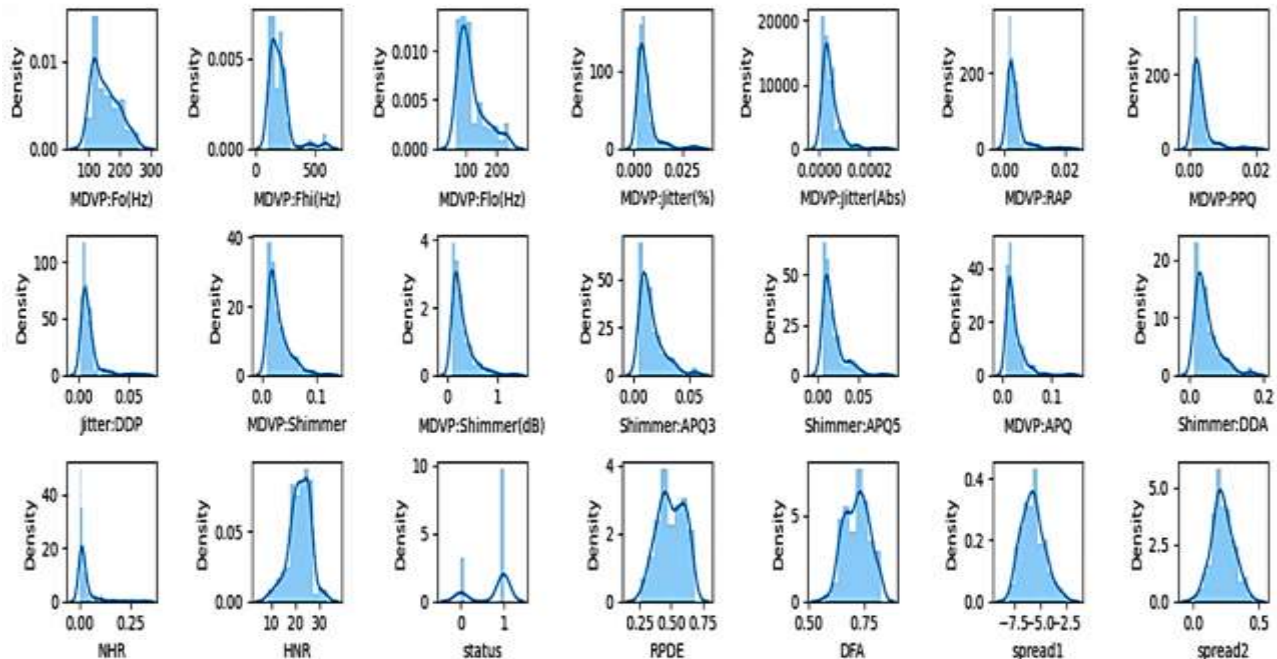 Density Density Density Density Density Density Density
0.01 0.005 0.010 100 20000 200 200
0.00 0.000 0.005 0 10000 0 0
0.000 0
100 200 300 0 500 100 200 0.000 0.025 0.0000 0.0002 0.00 0.02 0.00 0.02
MDVP:Fo(Hz) MDVP:Fhi(Hz) MDVP:Flo(Hz) MDVP:Jitter(%) MDVP:Jitter(Abs) MDVP:RAP MDVP:PPQ
Density Density Density Density Density Density Density
100 40 4 50 50 40 20
50 20 2 25 25 20 10
0 0 0 0 0 0 0
0.00 0.05 0.0 0.1 0 1 0.00 0.05 0.00 0.05 0.0 0.1 0.0 0.2
Jitter:DDP MDVP:Shimmer MDVP:Shimmer(dB) Shimmer:APQ3 Shimmer:APQ5 MDVP:APQ Shimmer:DDA
Density Density Density Density Density Density Density
40 0.05 10 4 5 0.4 5.0
20 0.00 5 2 0 0.2 2.5
0 0 0 0.0 0.0
0.00 0.25 10 20 30 0 1 0.25 0.50 0.75 0.50 0.75 −7.5 −5.0 −2.5 0.0 0.5
NHR HNR status RPDE DFA spread1 spread2